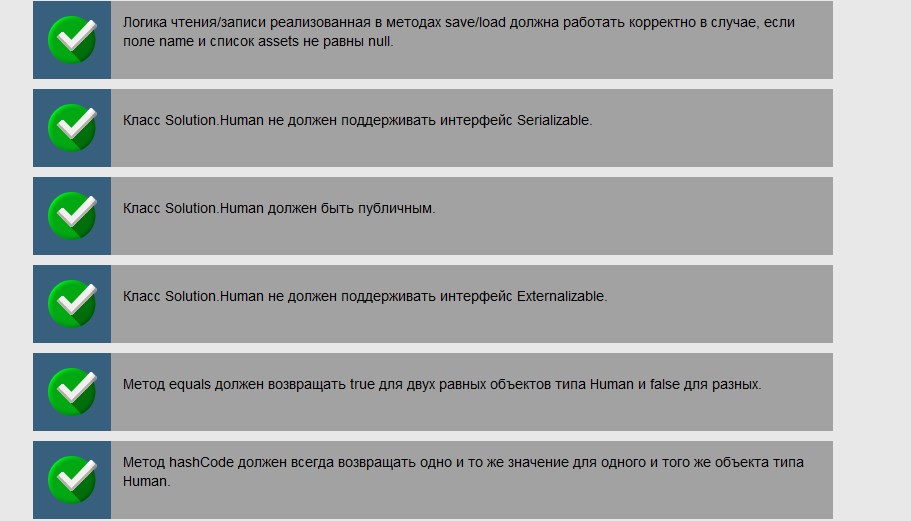 Логика чтения/записи реализованная в методах save/load должна работать корректно в случае, если
поле name и список assets не равны null.
Класс Solution.Human не должен поддерживать интерфейс Serializable.
Класс Solution.Human должен быть публичным.
Класс Solution.Human не должен поддерживать интерфейс Externalizable.
Метод equals должен возвращать true для двух равных объектов типа Human и false для разных.
Метод hashCode должен всегда возвращать одно и то же значение для одного и того же объекта типа
Human.